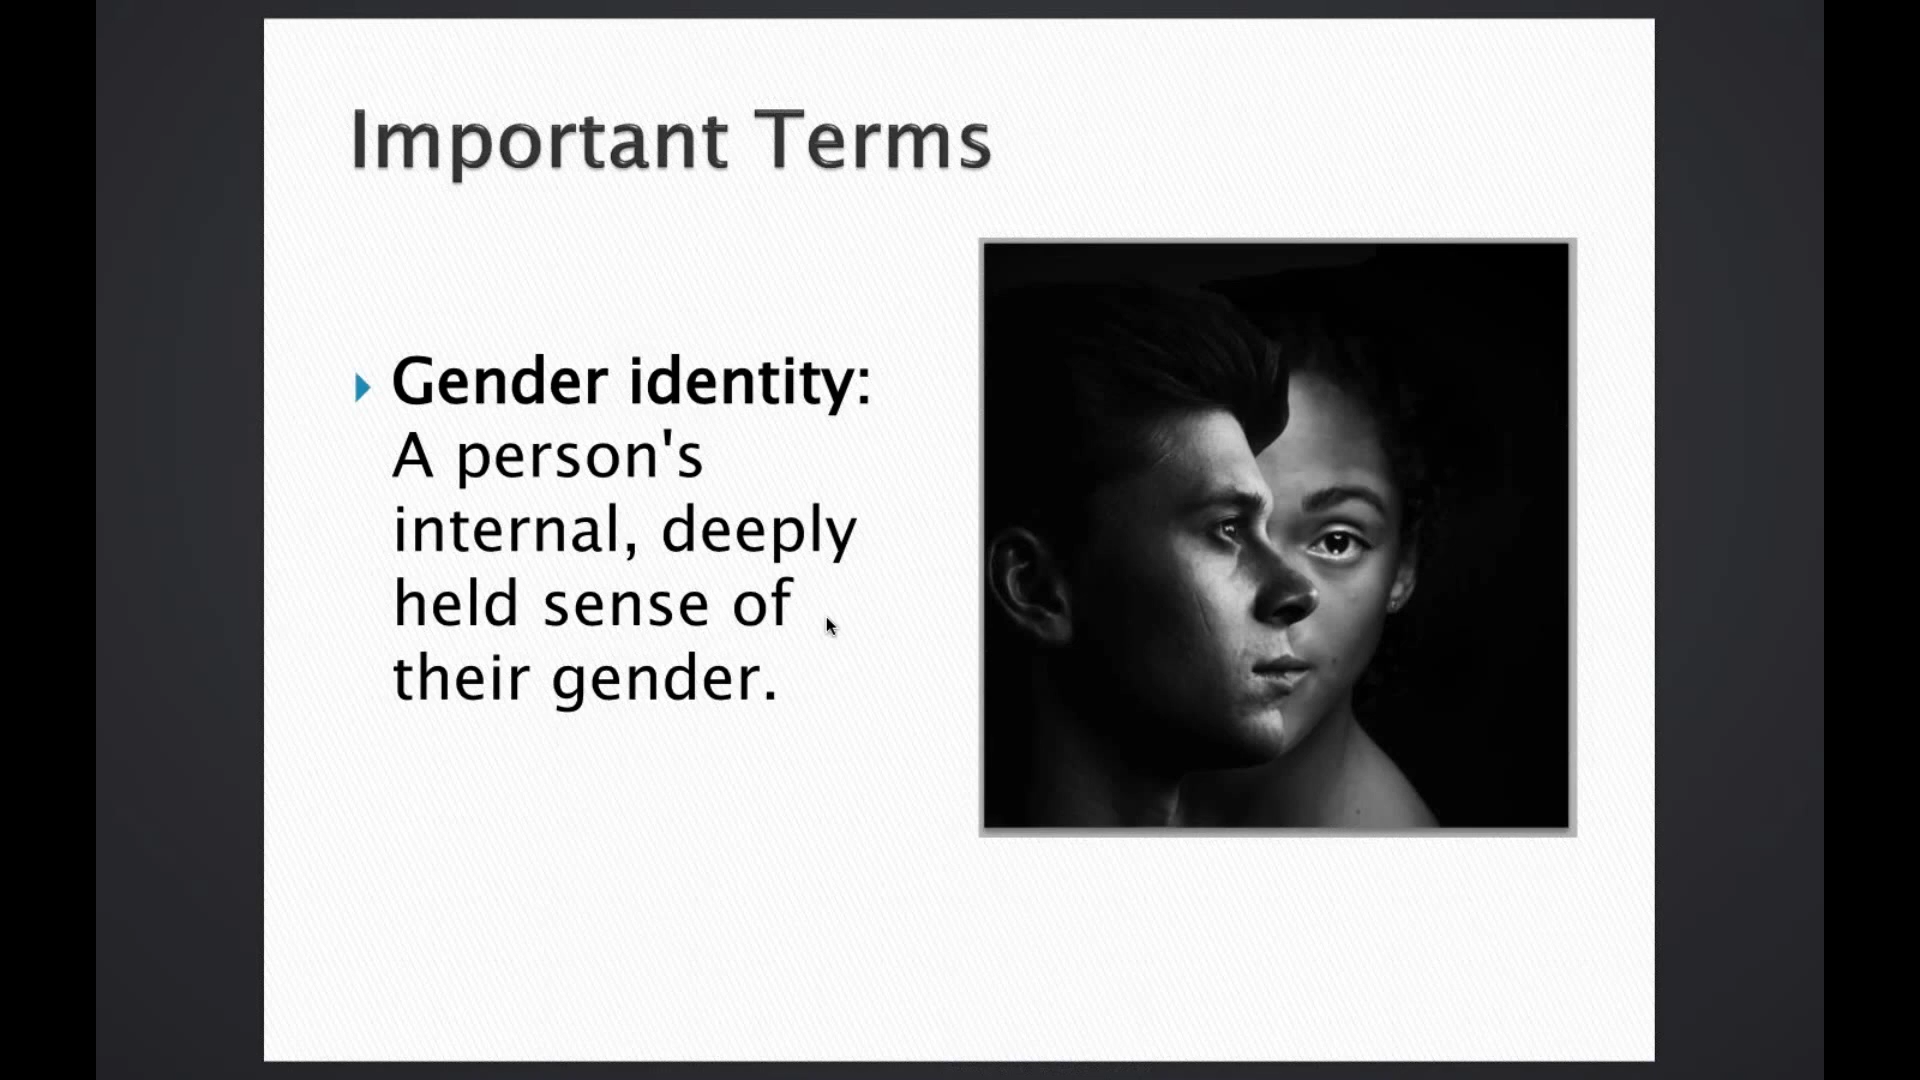 Important Terms
Gender identity:
A person's
internal, deeply
held sense of
their gender.